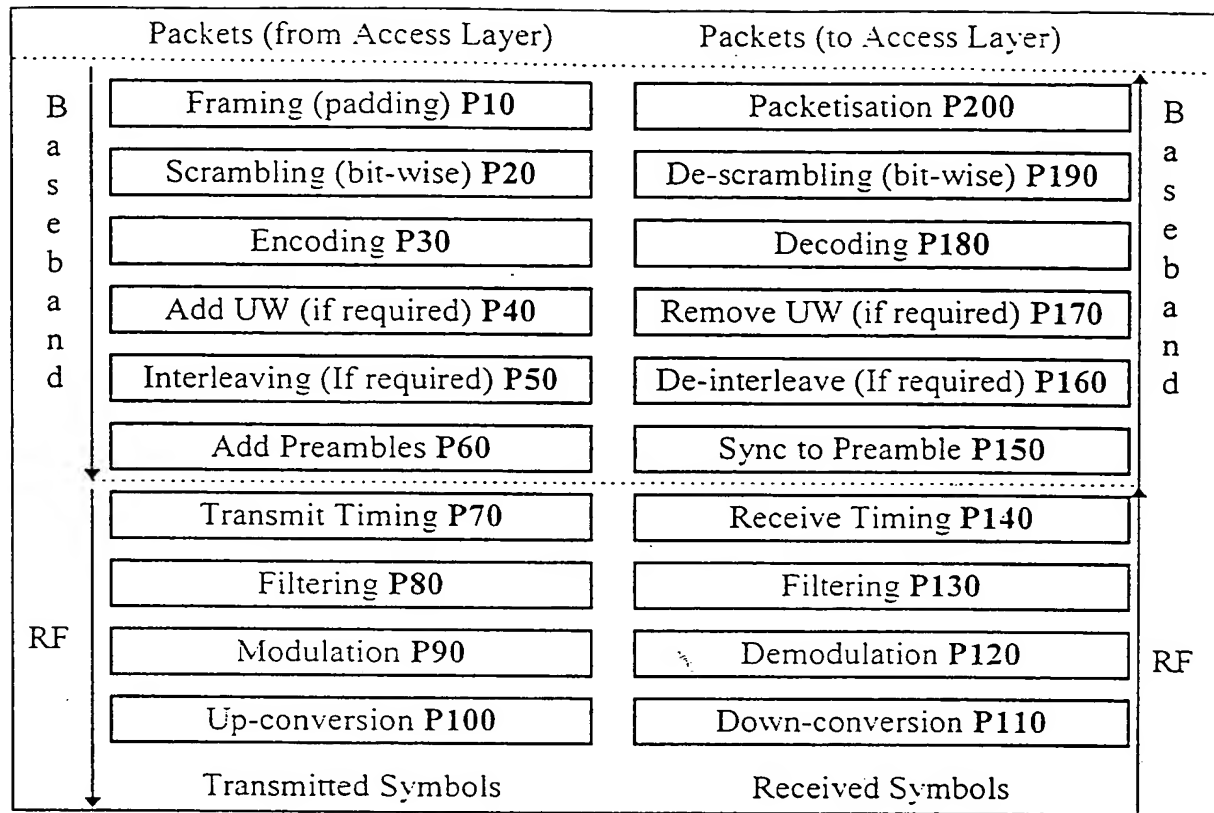 Packets (from Access Layer)
Packets (to Access Layer)
Baseband
Framing (padding) P10
Scrambling (bit-wise) P20
Encoding P30
Add UW (if required) P40
Interleaving (If required) P50
Add Preambles P60
Packetisation P200
De-scrambling (bit-wise) P190
Decoding P180
Remove UW (if required) P170
De-interleave (If required) P160
Sync to Preamble P150
Baseband
RF
Transmit Timing P70
Filtering P80
Modulation P90
Up-conversion P100
Receive Timing P140
Filtering P130
Demodulation P120
Down-conversion P110
RF
Transmitted Symbols
Received Symbols